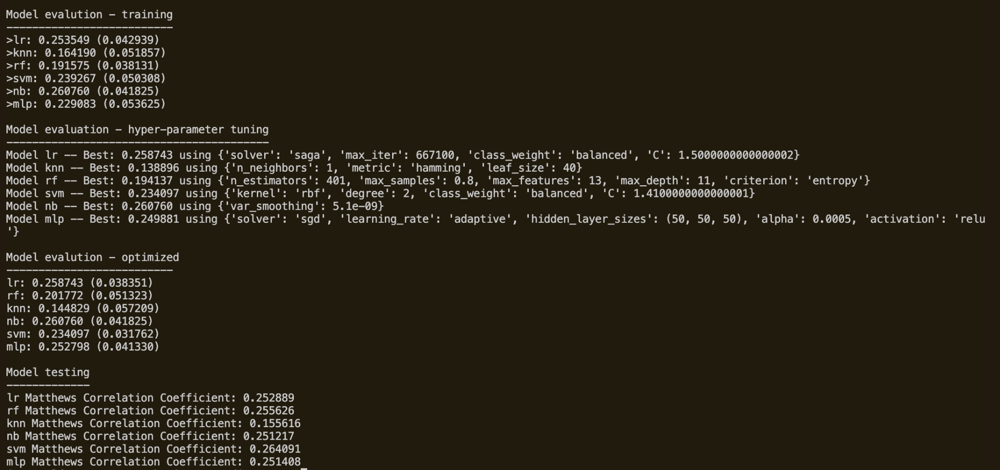 Model evalution - training
--------------------------
>lr: 0.253549 (0.042939)
>knn: 0.164190 (0.051857)
>rf: 0.191575 (0.038131)
>svm: 0.239267 (0.050308)
>nb: 0.260760 (0.041825)
>mlp: 0.229083 (0.053625)

Model evaluation - hyper-parameter tuning
-----------------------------------------
Model lr -- Best: 0.258743 using {'solver': 'saga', 'max_iter': 667100, 'class_weight': 'balanced', 'C': 1.5000000000000002}
Model knn -- Best: 0.138896 using {'n_neighbors': 1, 'metric': 'hamming', 'leaf_size': 40}
Model rf -- Best: 0.194137 using {'n_estimators': 401, 'max_samples': 0.8, 'max_features': 13, 'max_depth': 11, 'criterion': 'entropy'}
Model svm -- Best: 0.234097 using {'kernel': 'rbf', 'degree': 2, 'class_weight': 'balanced', 'C': 1.4100000000000001}
Model nb -- Best: 0.260760 using {'var_smoothing': 5.1e-09}
Model mlp -- Best: 0.249881 using {'solver': 'sgd', 'learning_rate': 'adaptive', 'hidden_layer_sizes': (50, 50, 50), 'alpha': 0.0005, 'activation': 'relu
'}

Model evalution - optimized
--------------------------
lr: 0.258743 (0.038351)
rf: 0.201772 (0.051323)
knn: 0.144829 (0.057209)
nb: 0.260760 (0.041825)
svm: 0.234097 (0.031762)
mlp: 0.252798 (0.041330)

Model testing
-------------
lr Matthews Correlation Coefficient: 0.252889
rf Matthews Correlation Coefficient: 0.255626
knn Matthews Correlation Coefficient: 0.155616
nb Matthews Correlation Coefficient: 0.251217
svm Matthews Correlation Coefficient: 0.264091
mlp Matthews Correlation Coefficient: 0.251408